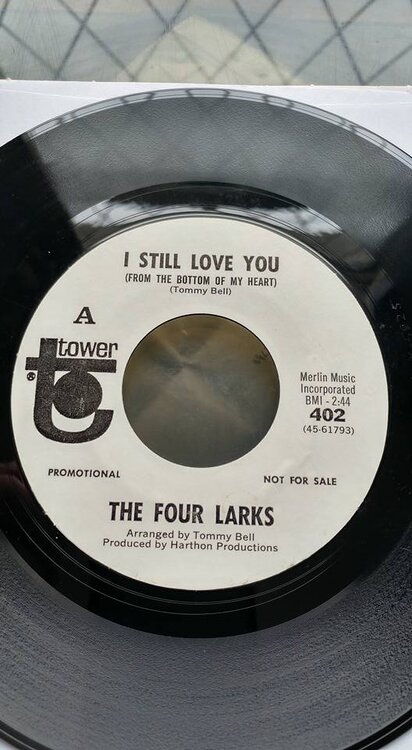 I STILL LOVE YOU
(FROM THE BOTTOM OF MY HEART)
(Tommy Bell)
A
tower
®
Merlin Music
Incorporated
BMI - 2:44
402
(45-61793)
PROMOTIONAL
NOT FOR SALE
THE FOUR LARKS
Arranged by Tommy Bell
Produced by Harthon Productions